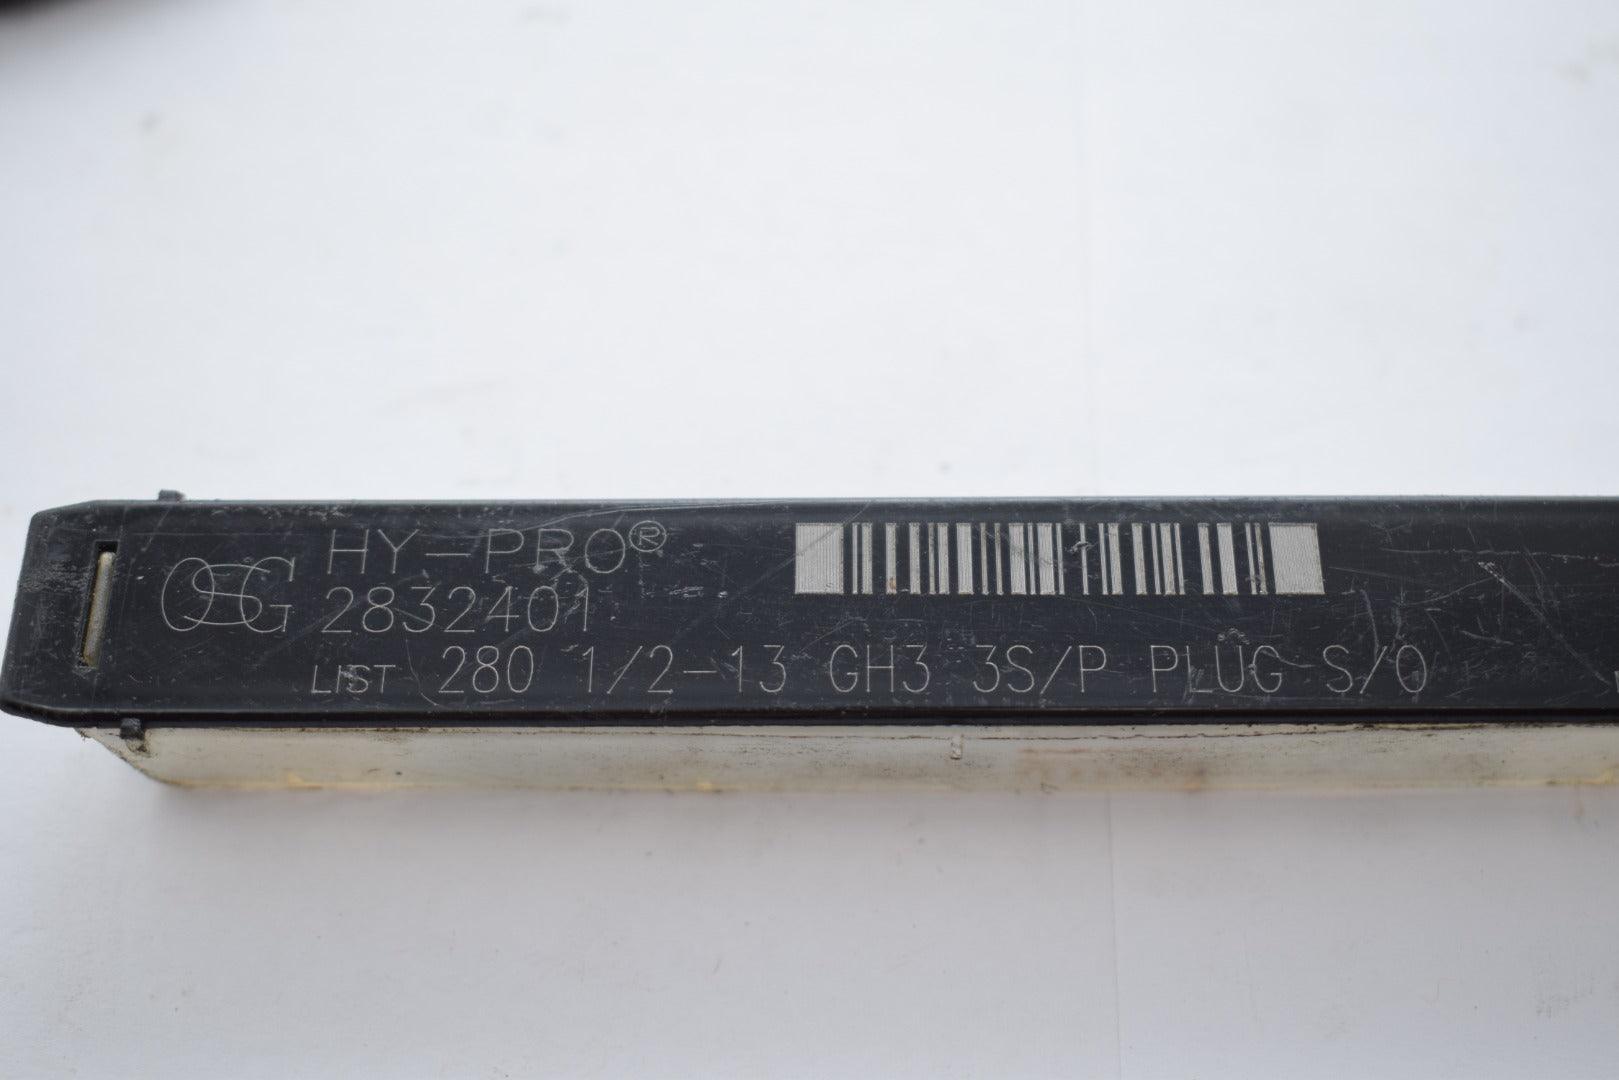 OSG HY-PRO®
2832401
LIST 280 1/2-13 GH3 3S/P PLUG S/O